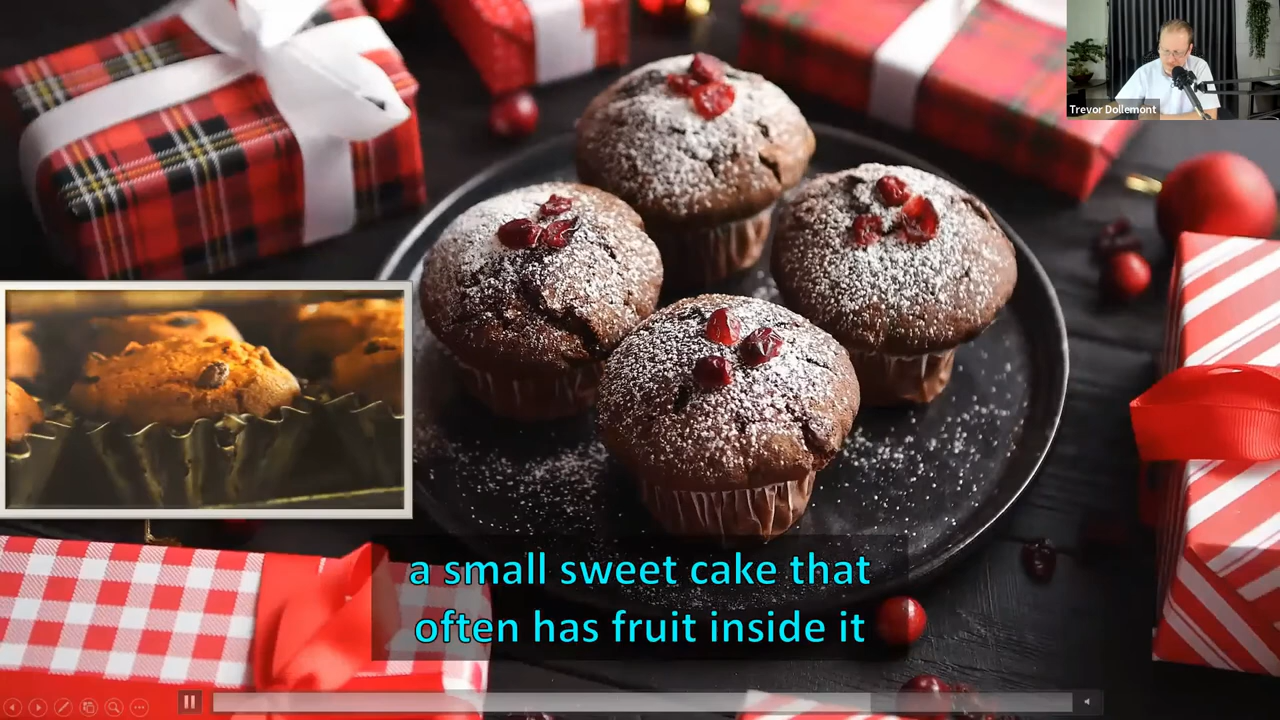 Trevor Dollemont
a small sweet cake that
often has fruit inside it